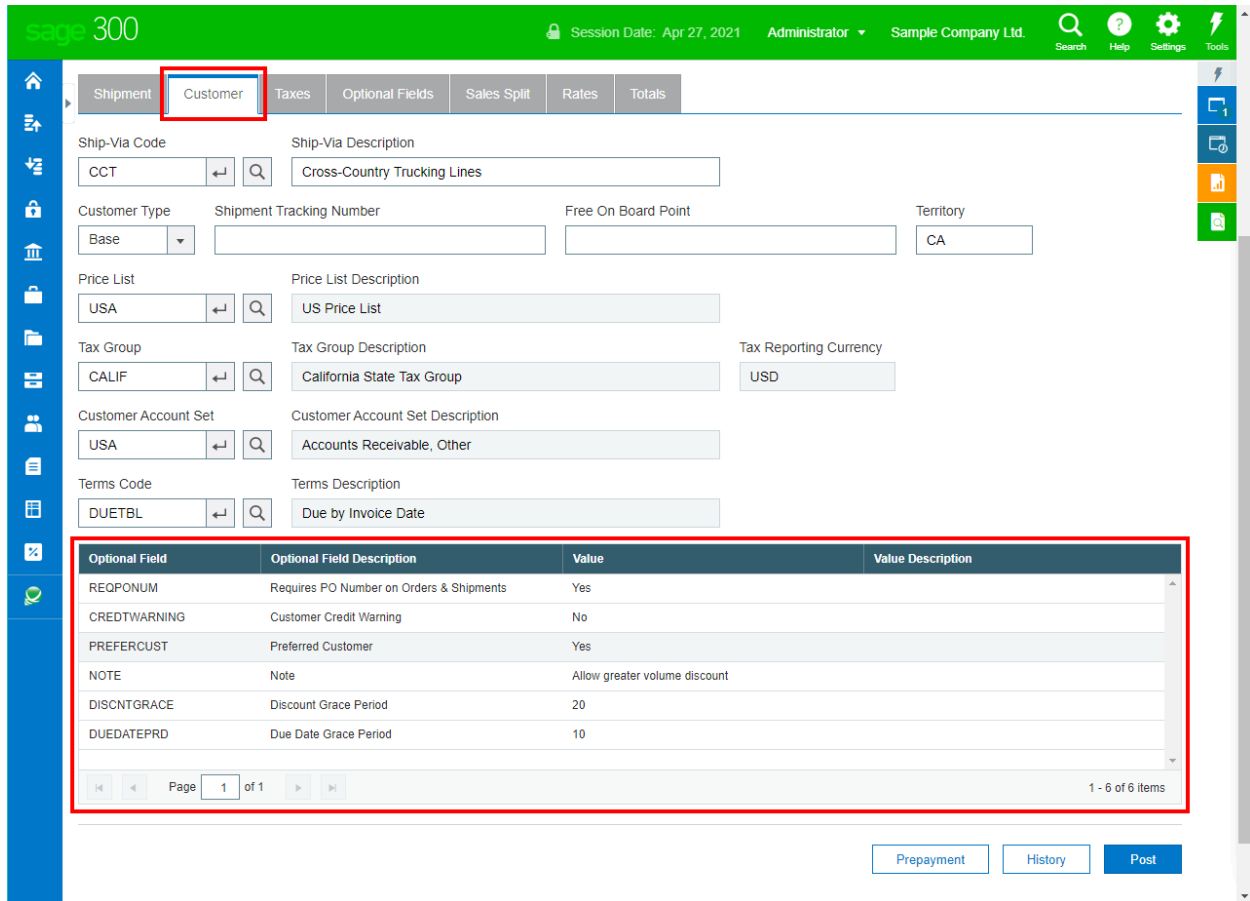 sage 300
Session Date: Apr 27, 2021 Administrator Sample Company Ltd. Search Help Settings Tools
1
Shipment Customer Taxes Optional Fields Sales Split Rates Totals
Ship-Via Code Ship-Via Description
CCT Cross-Country Trucking Lines
Customer Type Shipment Tracking Number Free On Board Point Territory
Base CA
Price List Price List Description
USA US Price List
Tax Group Tax Group Description Tax Reporting Currency
CALIF California State Tax Group USD
Customer Account Set Customer Account Set Description
USA Accounts Receivable, Other
Terms Code Terms Description
DUETBL Due by Invoice Date
Optional Field Optional Field Description Value Value Description
REQPONUM Requires PO Number on Orders & Shipments Yes
CREDTWARNING Customer Credit Warning No
PREFERCUST Preferred Customer Yes
NOTE Note Allow greater volume discount
DISCNTGRACE Discount Grace Period 20
DUEDATEPRD Due Date Grace Period 10
Page 1 of 1 1 - 6 of 6 items
Prepayment History Post